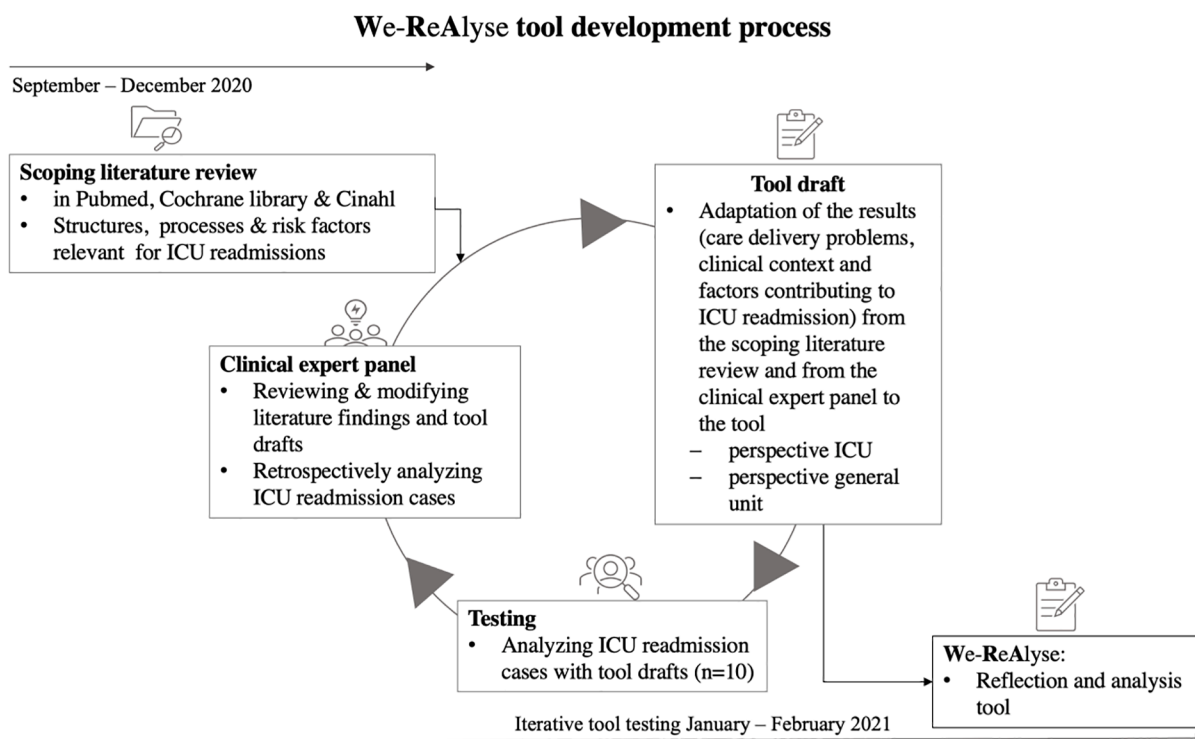 We-ReAlyse tool development process
September – December 2020
Scoping literature review
• in Pubmed, Cochrane library & Cinahl
• Structures, processes & risk factors
relevant for ICU readmissions
Tool draft
• Adaptation of the results
(care delivery problems,
clinical context and
factors contributing to
ICU readmission) from
the scoping literature
review and from the
clinical expert panel to
the tool
– perspective ICU
– perspective general
unit
Clinical expert panel
• Reviewing & modifying
literature findings and tool
drafts
• Retrospectively analyzing
ICU readmission cases
Testing
• Analyzing ICU readmission
cases with tool drafts (n=10)
We-ReAlyse:
• Reflection and analysis
tool
Iterative tool testing January – February 2021